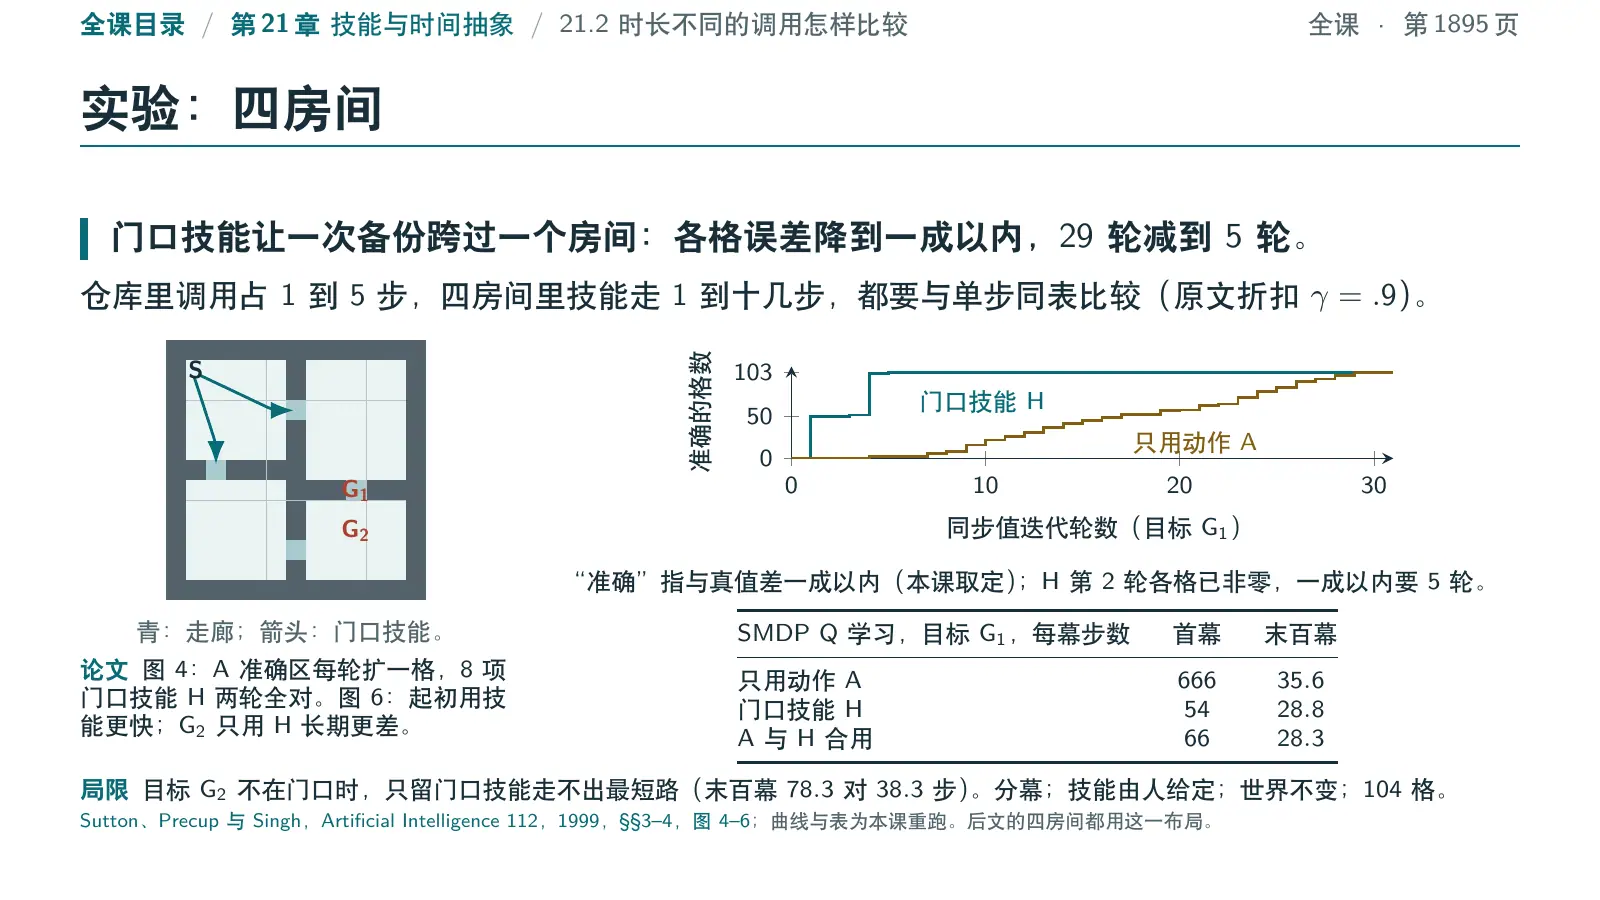 全课目录 / 第 21 章 技能与时间抽象 / 21.2 时长不同的调用怎样比较
全课 · 第 1895 页
实验：四房间
门口技能让一次备份跨过一个房间：各格误差降到一成以内，29 轮减到 5 轮。
仓库里调用占 1 到 5 步，四房间里技能走 1 到十几步，都要与单步同表比较（原文折扣 γ = .9）。
S
G₁
G₂
青：走廊；箭头：门口技能。
论文 图 4：A 准确区每轮扩一格，8 项
门口技能 H 两轮全对。图 6：起初用技
能更快；G₂ 只用 H 长期更差。
准确的格数
103
50
0
门口技能 H
只用动作 A
0 10 20 30
同步值迭代轮数（目标 G₁）
“准确”指与真值差一成以内（本课取定）；H 第 2 轮各格已非零，一成以内要 5 轮。
SMDP Q 学习，目标 G₁，每幕步数 首幕 末百幕
只用动作 A 666 35.6
门口技能 H 54 28.8
A 与 H 合用 66 28.3
局限 目标 G₂ 不在门口时，只留门口技能走不出最短路（末百幕 78.3 对 38.3 步）。分幕；技能由人给定；世界不变；104 格。
Sutton、Precup 与 Singh，Artificial Intelligence 112，1999，§§3–4，图 4–6；曲线与表为本课重跑。后文的四房间都用这一布局。